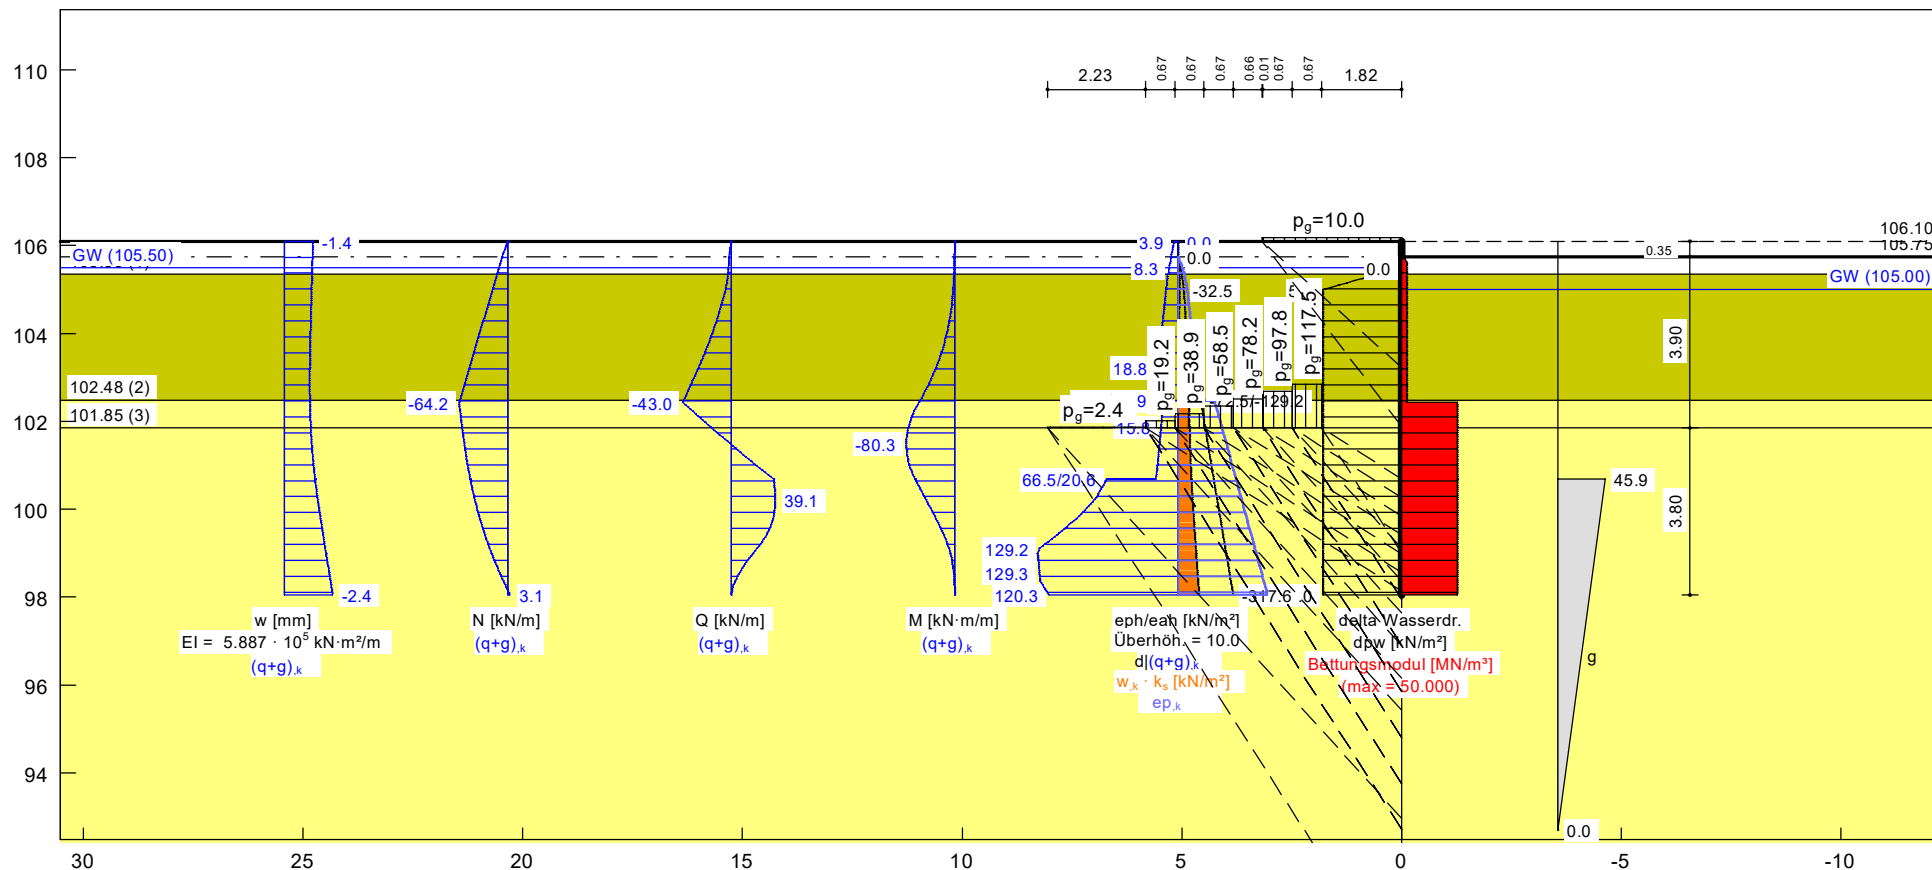 110
108
106
104
102
100
98
96
94
30
25
20
15
10
5
0
-5
-10
2.23
0.67
0.67
0.67
0.66
0.01
0.67
0.67
1.82
pg=10.0
106.10
105.75
0.35
GW (105.50)
GW (105.00)
102.48 (2)
101.85 (3)
3.90
3.80
-1.4
-2.4
w [mm]
EI = 5.887 · 10⁵ kN·m²/m
(q+g),k
-64.2
3.1
N [kN/m]
(q+g),k
-43.0
39.1
Q [kN/m]
(q+g),k
-80.3
M [kN·m/m]
(q+g),k
3.9
0.0
0.0
8.3
-32.5
0.0
18.8
pg=19.2
pg=38.9
pg=58.5
pg=78.2
pg=97.8
pg=117.5
pg=2.4
15.8
66.5/20.6
129.2
129.3
120.3
-317.6
eph/eah [kN/m²]
Überhöh. = 10.0
(q+g),k
w,k · ks [kN/m²]
ep,k
delta Wasserdr.
dpw [kN/m²]
Bettungsmodul [MN/m³]
(max = 50.000)
45.9
g
0.0